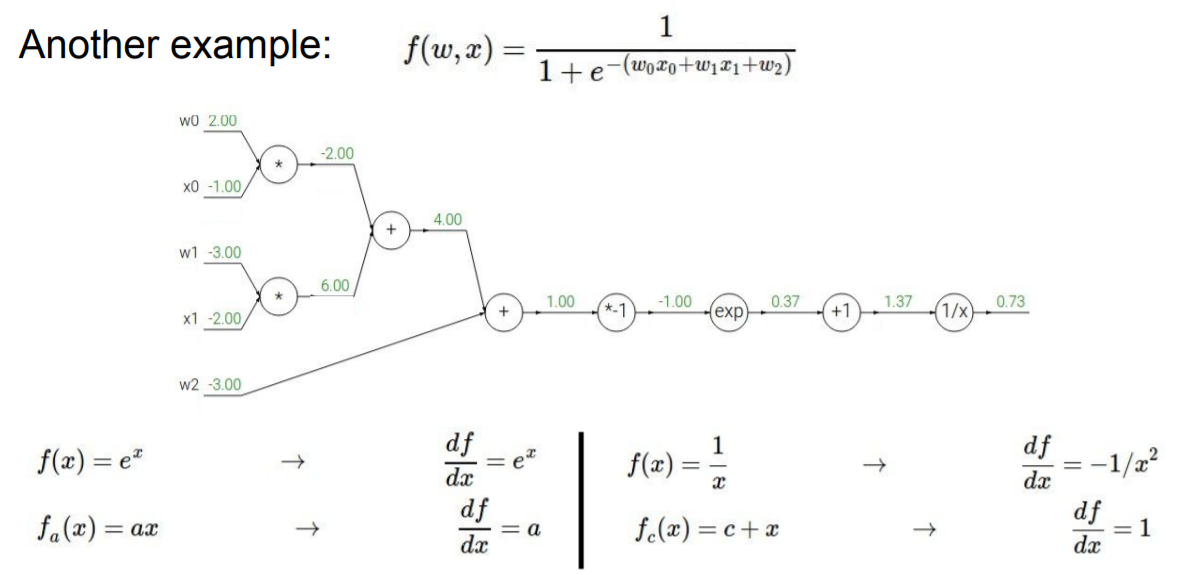 Another example: f(w,x) = 1 / (1 + e^{-(w_0x_0+w_1x_1+w_2)})
w0 2.00
-2.00
*
x0 -1.00
4.00
+
w1 -3.00
6.00
*
1.00 -1.00 0.37 1.37 0.73
+ *-1 exp +1 1/x
x1 -2.00
w2 -3.00
f(x) = e^x → df/dx = e^x f(x) = 1/x → df/dx = -1/x^2
f_a(x) = ax → df/dx = a f_c(x) = c + x → df/dx = 1